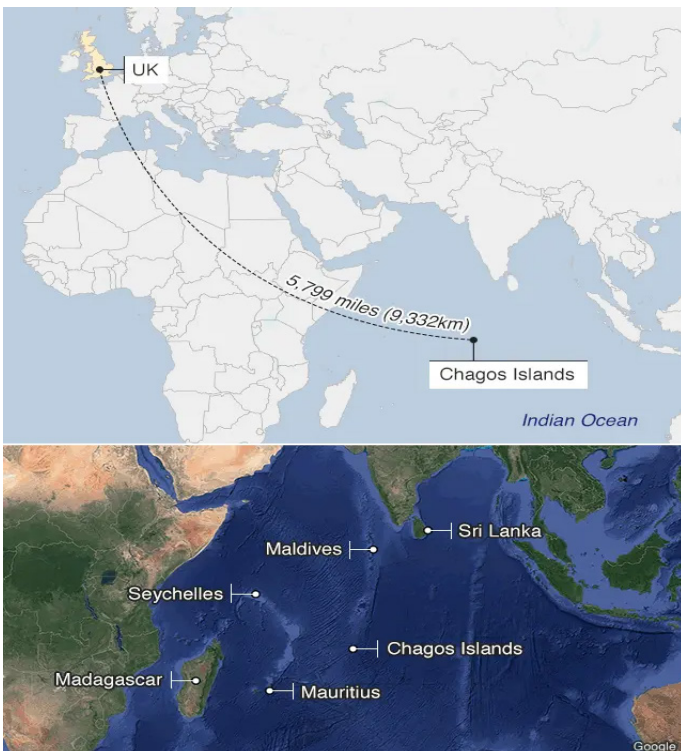 UK
5,799 miles (9,332km)
Chagos Islands
Indian Ocean
Sri Lanka
Maldives
Seychelles
Chagos Islands
Madagascar
Mauritius
Google